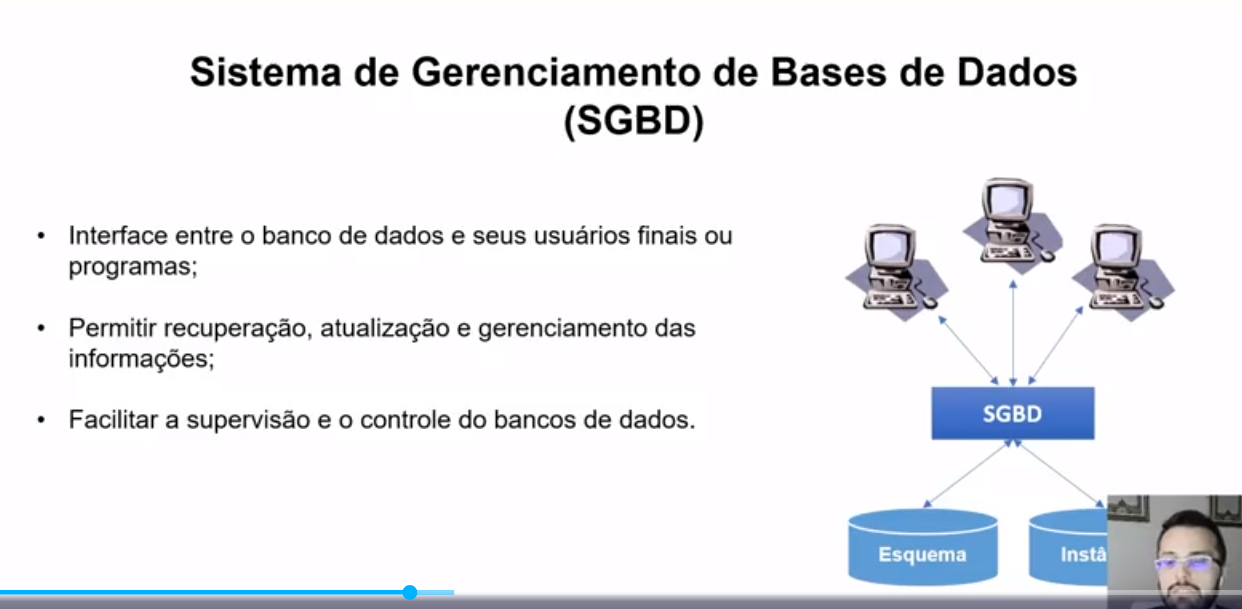 Sistema de Gerenciamento de Bases de Dados
(SGBD)
• Interface entre o banco de dados e seus usuários finais ou
programas;
• Permitir recuperação, atualização e gerenciamento das
informações;
• Facilitar a supervisão e o controle do bancos de dados.
SGBD
Esquema
Instâ